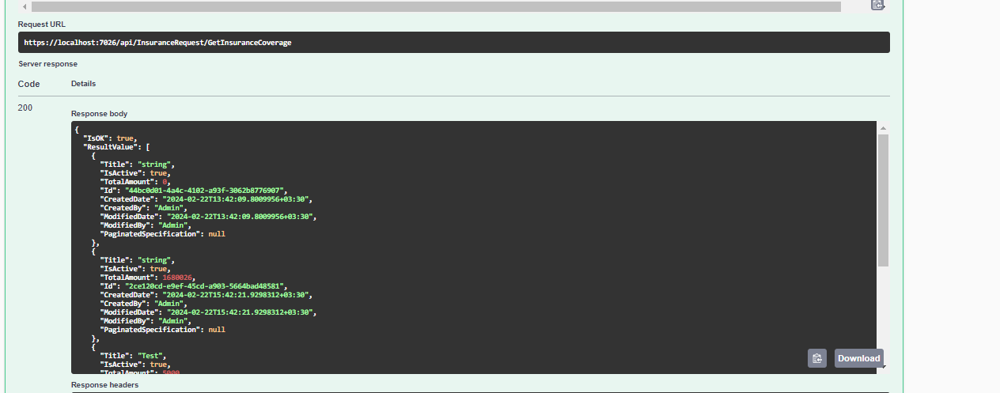 Request URL
https://localhost:7026/api/InsuranceRequest/GetInsuranceCoverage
Server response
Code Details
200
Response body
{
"IsOK": true,
"ResultValue": [
{
"Title": "string",
"IsActive": true,
"TotalAmount": 0,
"Id": "44bc0d01-4a4c-4102-a93f-3062b8776907",
"CreatedDate": "2024-02-22T13:42:09.8009956+03:30",
"CreatedBy": "Admin",
"ModifiedDate": "2024-02-22T13:42:09.8009956+03:30",
"ModifiedBy": "Admin",
"PaginatedSpecification": null
},
{
"Title": "string",
"IsActive": true,
"TotalAmount": 1680026,
"Id": "2ce120cd-e9ef-45cd-a903-5664bad48581",
"CreatedDate": "2024-02-22T15:42:21.9298312+03:30",
"CreatedBy": "Admin",
"ModifiedDate": "2024-02-22T15:42:21.9298312+03:30",
"ModifiedBy": "Admin",
"PaginatedSpecification": null
},
{
"Title": "Test",
"IsActive": true,
"TotalAmount": 5000
Download
Response headers